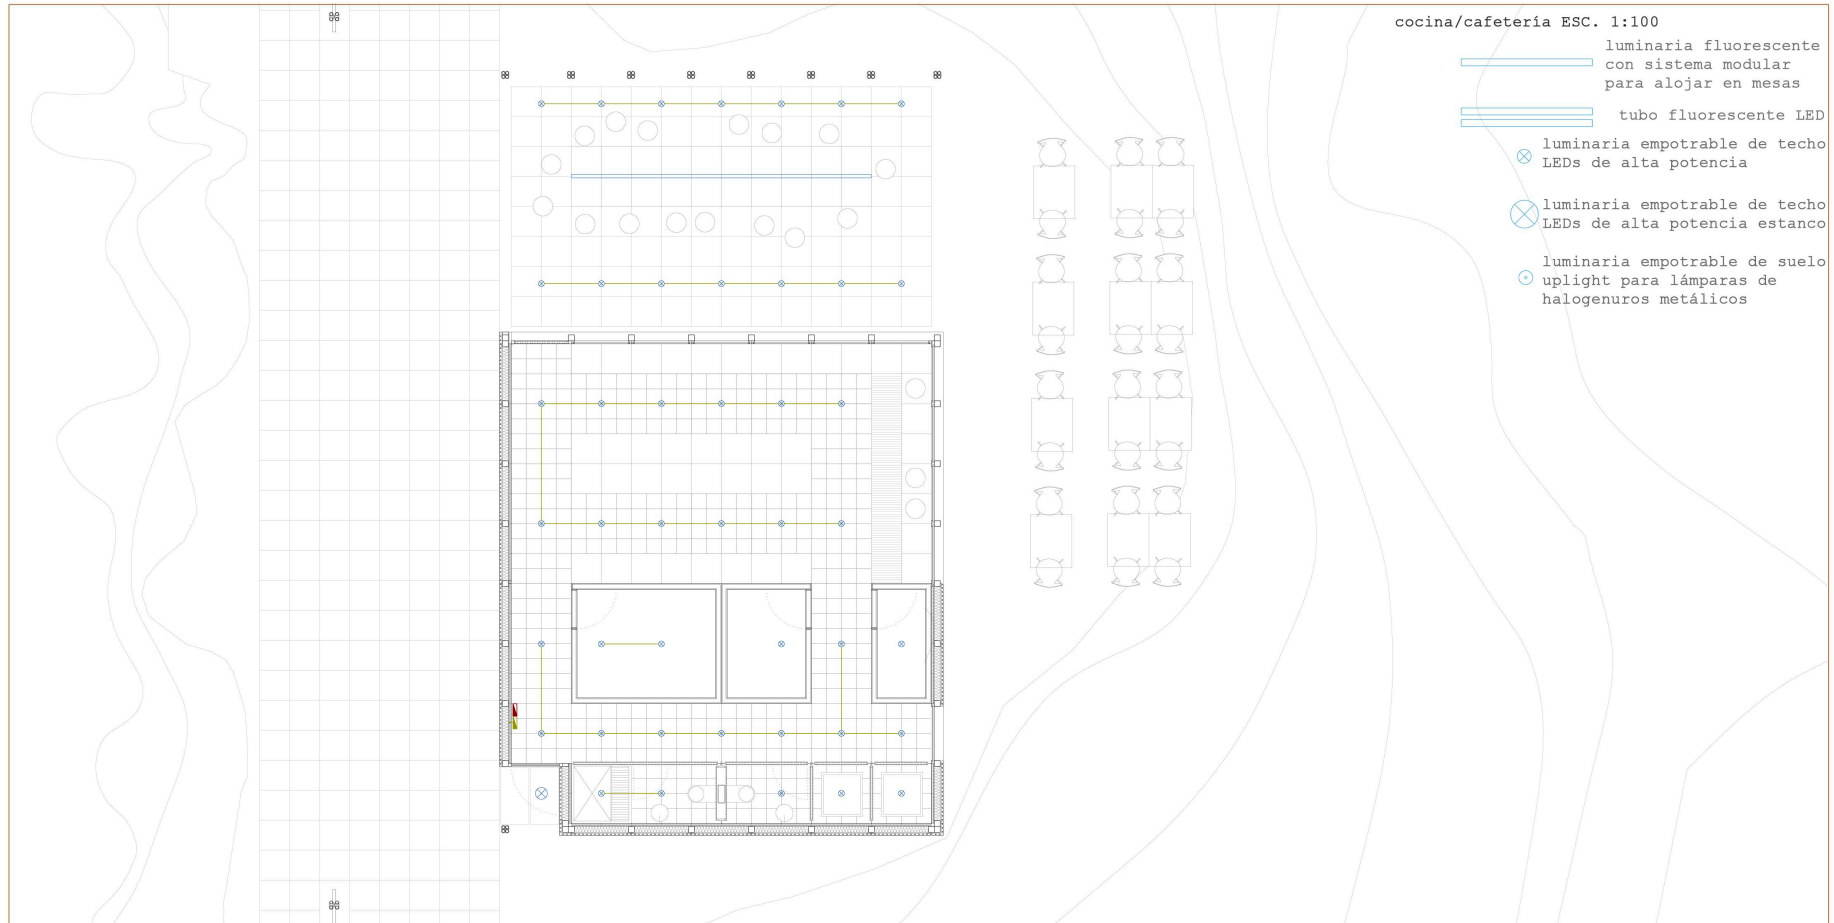 cocina/cafetería ESC. 1:100
luminaria fluorescente
con sistema modular
para alojar en mesas
tubo fluorescente LED
luminaria empotrable de techo
LEDs de alta potencia
luminaria empotrable de techo
LEDs de alta potencia estanco
luminaria empotrable de suelo
uplight para lámparas de
halogenuros metálicos